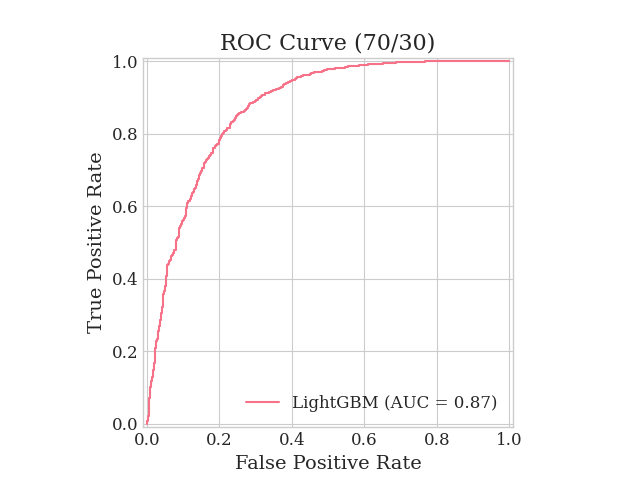 ROC Curve (70/30)
True Positive Rate
1.0
0.8
0.6
0.4
0.2
0.0
LightGBM (AUC = 0.87)
0.0 0.2 0.4 0.6 0.8 1.0
False Positive Rate